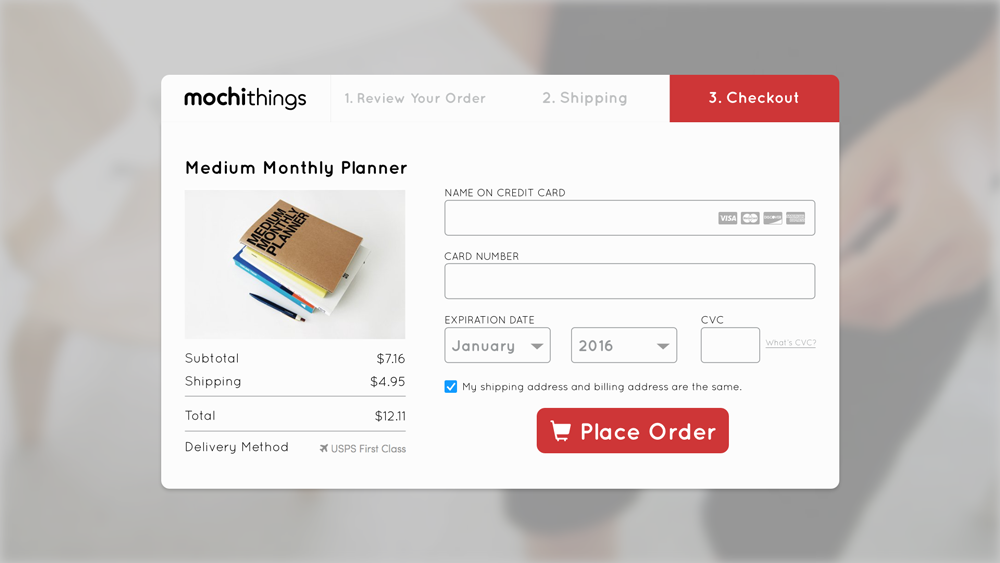 mochithings
1. Review Your Order
2. Shipping
3. Checkout
Medium Monthly Planner
MEDIUM
MONTHLY
PLANNER
Subtotal $7.16
Shipping $4.95
Total $12.11
Delivery Method USPS First Class
NAME ON CREDIT CARD
VISA
CARD NUMBER
EXPIRATION DATE
CVC
January
2016
What's CVC?
My shipping address and billing address are the same.
Place Order